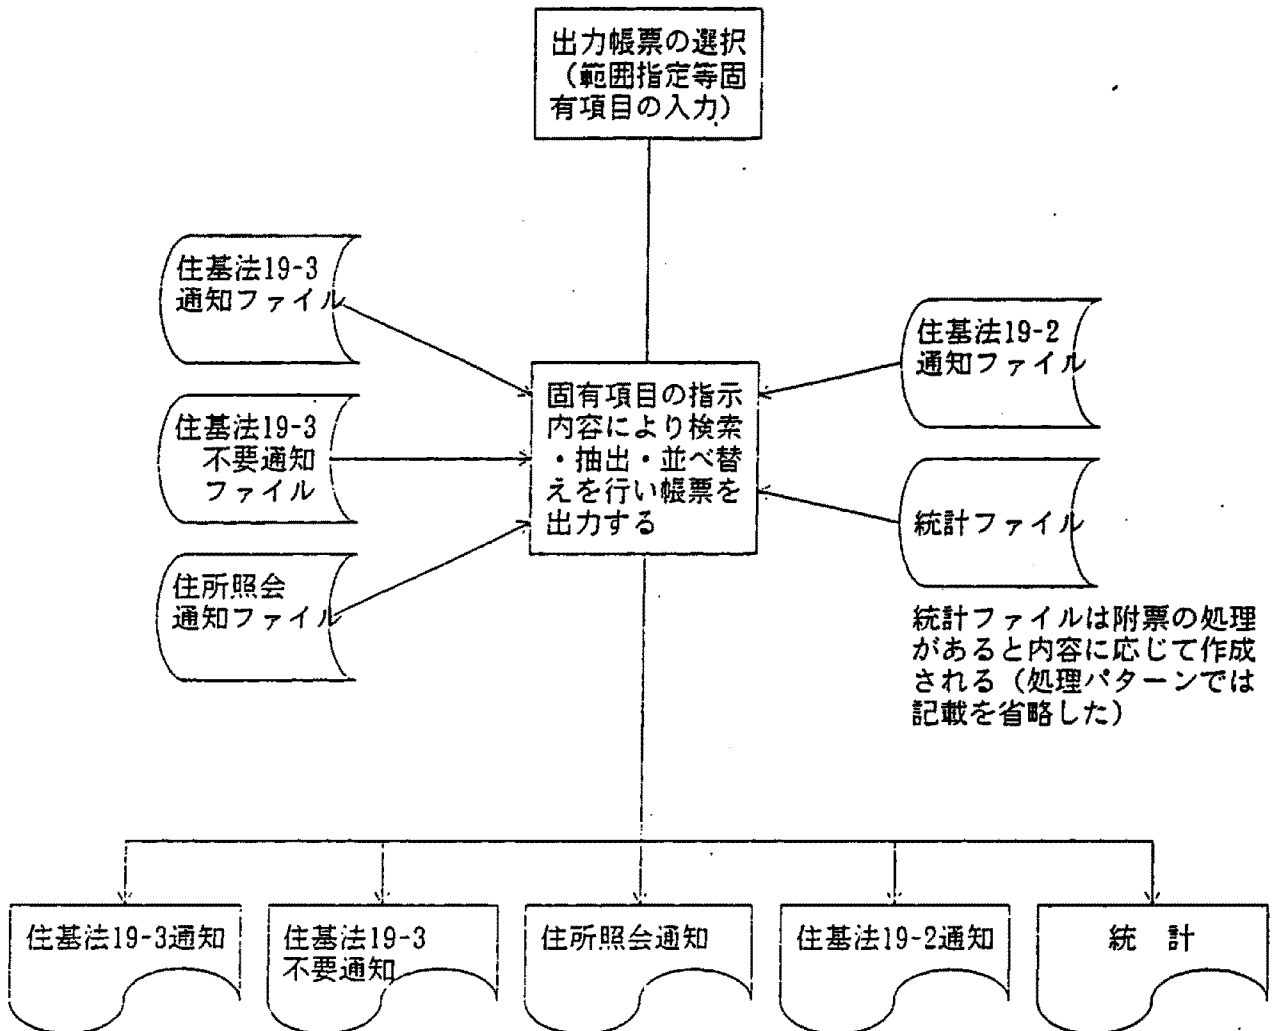 出力帳票の選択
(範囲指定等固
有項目の入力)
住基法19-3
通知ファイル
住基法19-2
通知ファイル
固有項目の指示
内容により検索
・抽出・並べ替
えを行い帳票を
出力する
住基法19-3
不要通知
ファイル
統計ファイル
住所照会
通知ファイル
統計ファイルは附票の処理
があると内容に応じて作成
される(処理パターンでは
記載を省略した)
住基法19-3通知
住基法19-3
不要通知
住所照会通知
住基法19-2通知
統 計